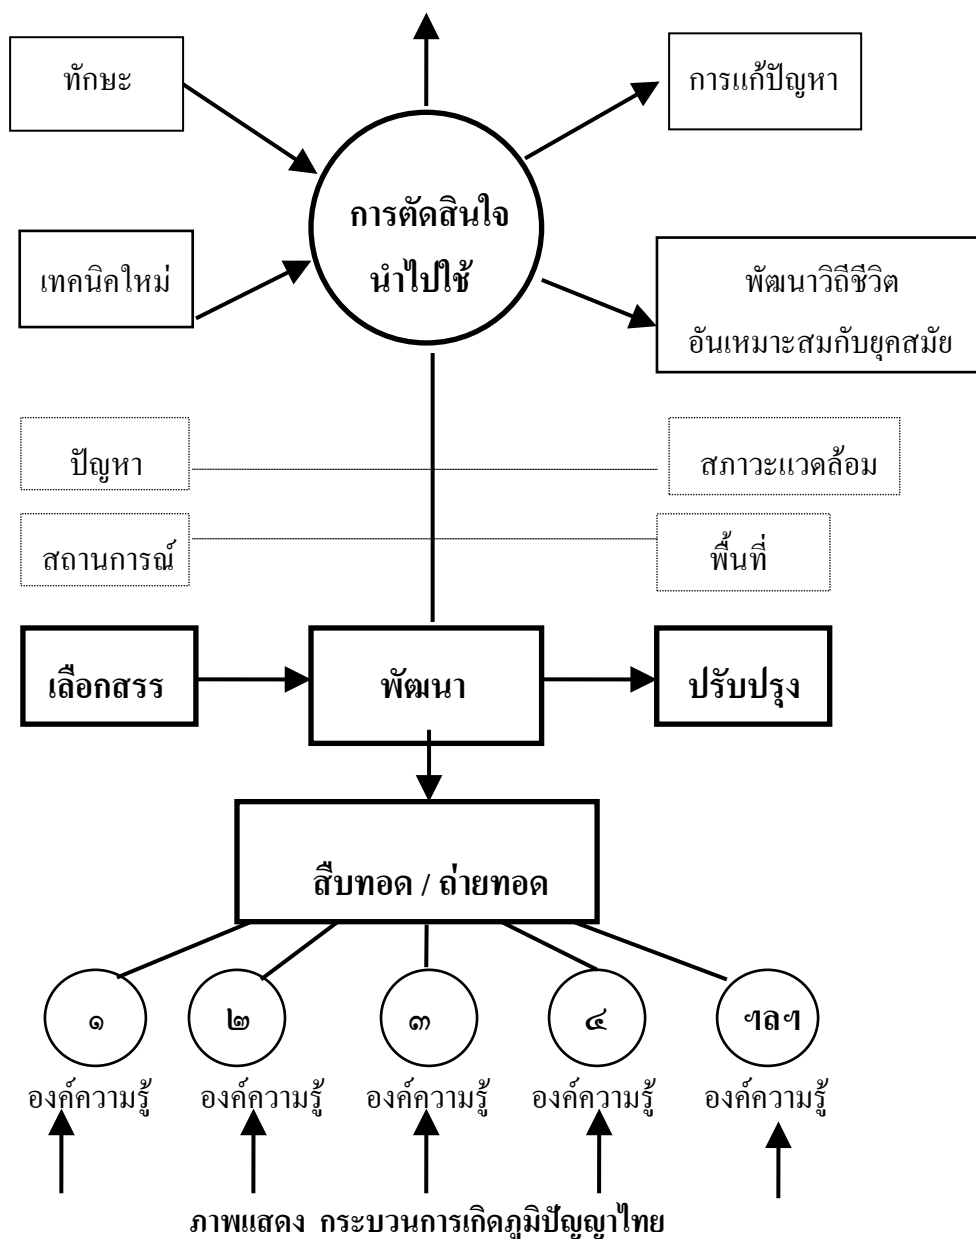 ทักษะ
การแก้ปัญหา
การตัดสินใจ
นำไปใช้
เทคนิคใหม่
พัฒนาวิถีชีวิต
อันเหมาะสมกับยุคสมัย
ปัญหา
สภาวะแวดล้อม
สถานการณ์
พื้นที่
เลือกสรร
พัฒนา
ปรับปรุง
สืบทอด / ถ่ายทอด
๑
๒
๓
๔
ฯลฯ
องค์ความรู้
องค์ความรู้
องค์ความรู้
องค์ความรู้
องค์ความรู้
ภาพแสดง กระบวนการเกิดภูมิปัญญาไทย